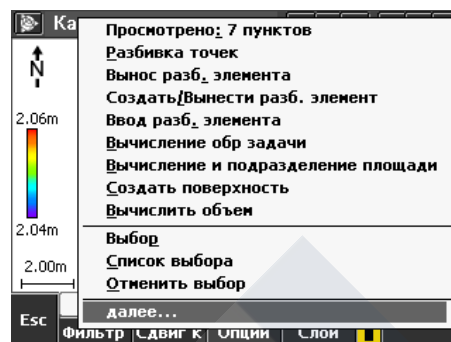 Ка
Просмотрено: 7 пунктов
Разбивка точек
Вынос разб. элемента
Создать/Вынести разб. элемент
Ввод разб. элемента
Вычисление обр задачи
Вычисление и подразделение площади
Создать поверхность
Вычислить объем
Выбор
Список выбора
Отменить выбор
далее...
N
2.06m
2.04m
2.00m
Esc
Фильтр Сдвиг к Опции Слои